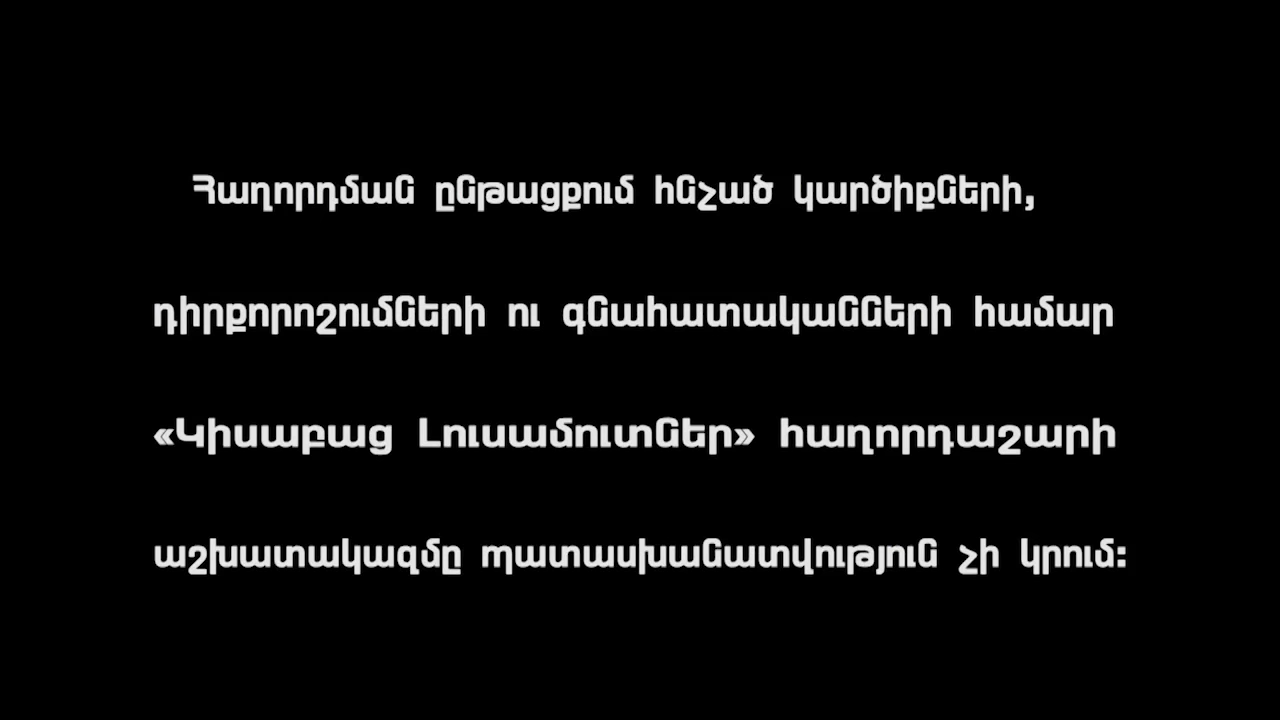 Հաղորդման ընթացքում հնչած կարծիքների,
դիրքորոշումների ու գնահատականների համար
«Կիսաբաց Լուսամուտներ» հաղորդաշարի
աշխատակազմը պատասխանատվություն չի կրում: